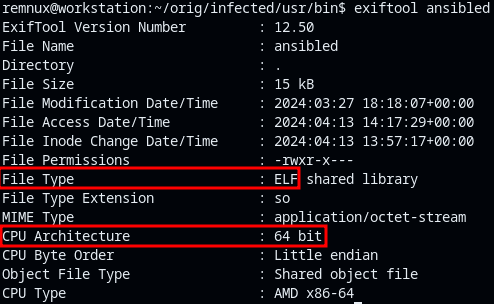 remnux@workstation:~/orig/infected/usr/bin$ exiftool ansibled
ExifTool Version Number : 12.50
File Name : ansibled
Directory : .
File Size : 15 kB
File Modification Date/Time : 2024:03:27 18:18:07+00:00
File Access Date/Time : 2024:04:13 14:17:29+00:00
File Inode Change Date/Time : 2024:04:13 13:57:17+00:00
File Permissions : -rwxr-x---
File Type : ELF shared library
File Type Extension : so
MIME Type : application/octet-stream
CPU Architecture : 64 bit
CPU Byte Order : Little endian
Object File Type : Shared object file
CPU Type : AMD x86-64